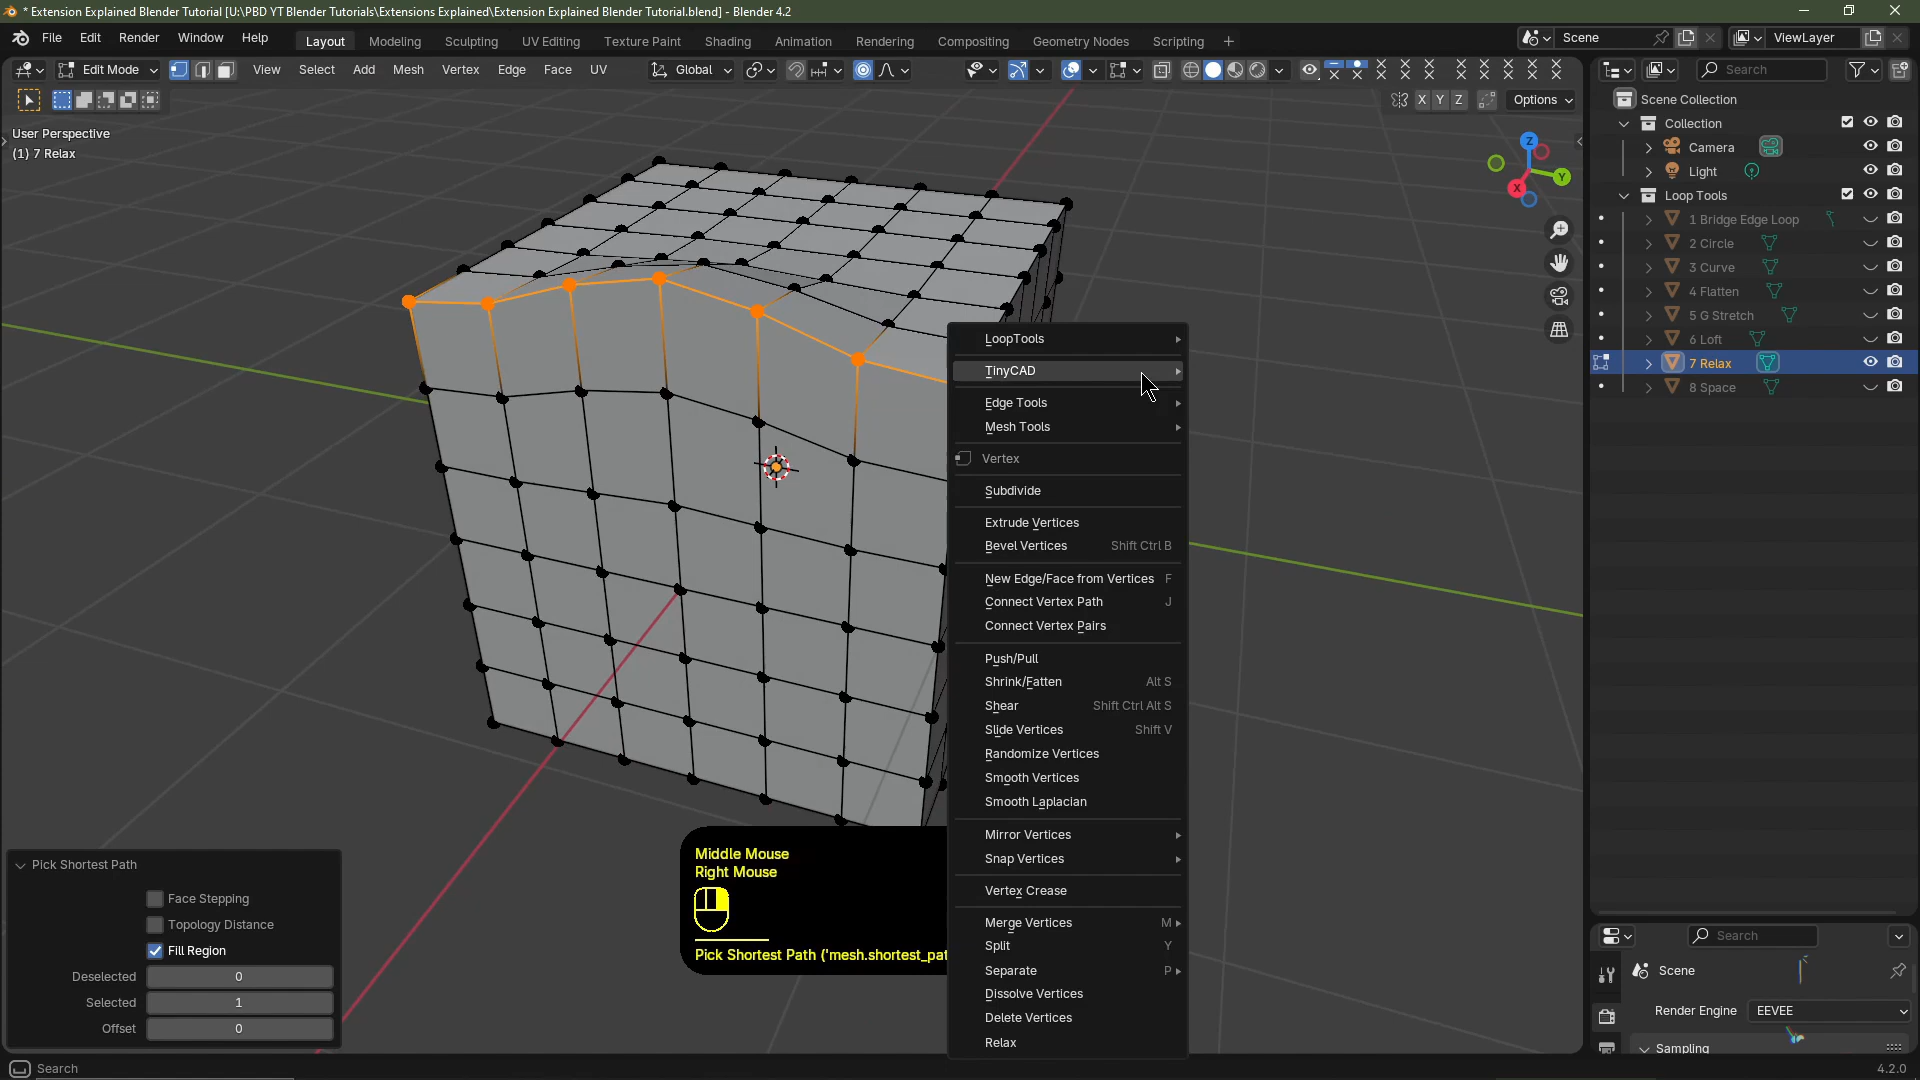 * Extension Explained Blender Tutorial [U:\PBD YT Blender Tutorials\Extensions Explained\Extension Explained Blender Tutorial.blend] - Blender 4.2
File Edit Render Window Help
Layout Modeling Sculpting UV Editing Texture Paint Shading Animation Rendering Compositing Geometry Nodes Scripting +
Scene
ViewLayer
Edit Mode View Select Add Mesh Vertex Edge Face UV
Global
Search
X Y Z Options
User Perspective
(1) 7 Relax
Z
Y
X
Scene Collection
Collection
Camera
Light
Loop Tools
1 Bridge Edge Loop
2 Circle
3 Curve
4 Flatten
5 G Stretch
6 Loft
7 Relax
8 Space
LoopTools
TinyCAD
Edge Tools
Mesh Tools
Vertex
Subdivide
Extrude Vertices
Bevel Vertices Shift Ctrl B
New Edge/Face from Vertices F
Connect Vertex Path J
Connect Vertex Pairs
Push/Pull
Shrink/Fatten Alt S
Shear Shift Ctrl Alt S
Slide Vertices Shift V
Randomize Vertices
Smooth Vertices
Smooth Laplacian
Mirror Vertices
Snap Vertices
Vertex Crease
Merge Vertices M
Split Y
Separate P
Dissolve Vertices
Delete Vertices
Relax
Middle Mouse
Right Mouse
Pick Shortest Path ('mesh.shortest_pat
Pick Shortest Path
Face Stepping
Topology Distance
Fill Region
Deselected 0
Selected 1
Offset 0
Search
Scene
Render Engine EEVEE
Sampling
Search
4.2.0